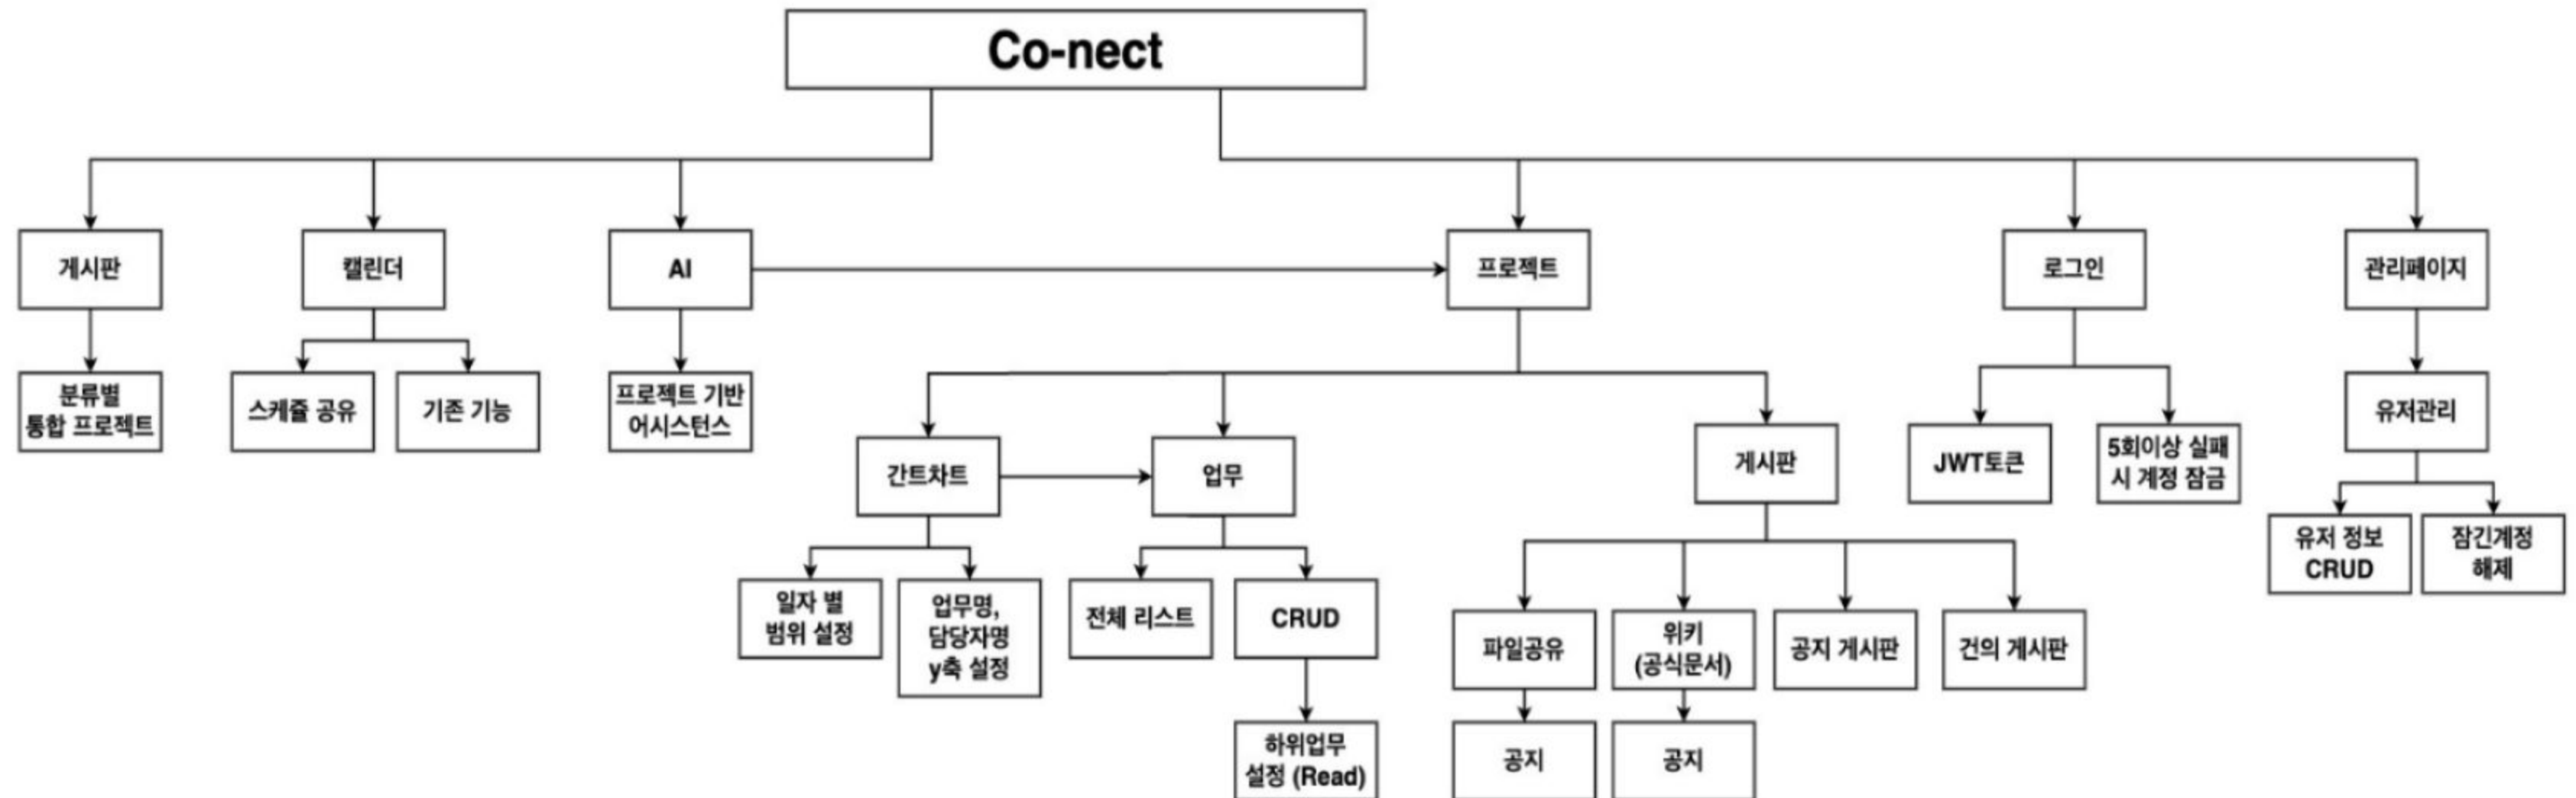 Co-nect
게시판
캘린더
AI
프로젝트
로그인
관리페이지
분류별
통합 프로젝트
스케쥴 공유
기존 기능
프로젝트 기반
어시스턴스
간트차트
업무
게시판
JWT토큰
5회이상 실패
시 계정 잠금
유저관리
일자 별
범위 설정
업무명,
담당자명
y축 설정
전체 리스트
CRUD
하위업무
설정 (Read)
파일공유
위키
(공식문서)
공지 게시판
건의 게시판
공지
공지
유저 정보
CRUD
잠긴계정
해제